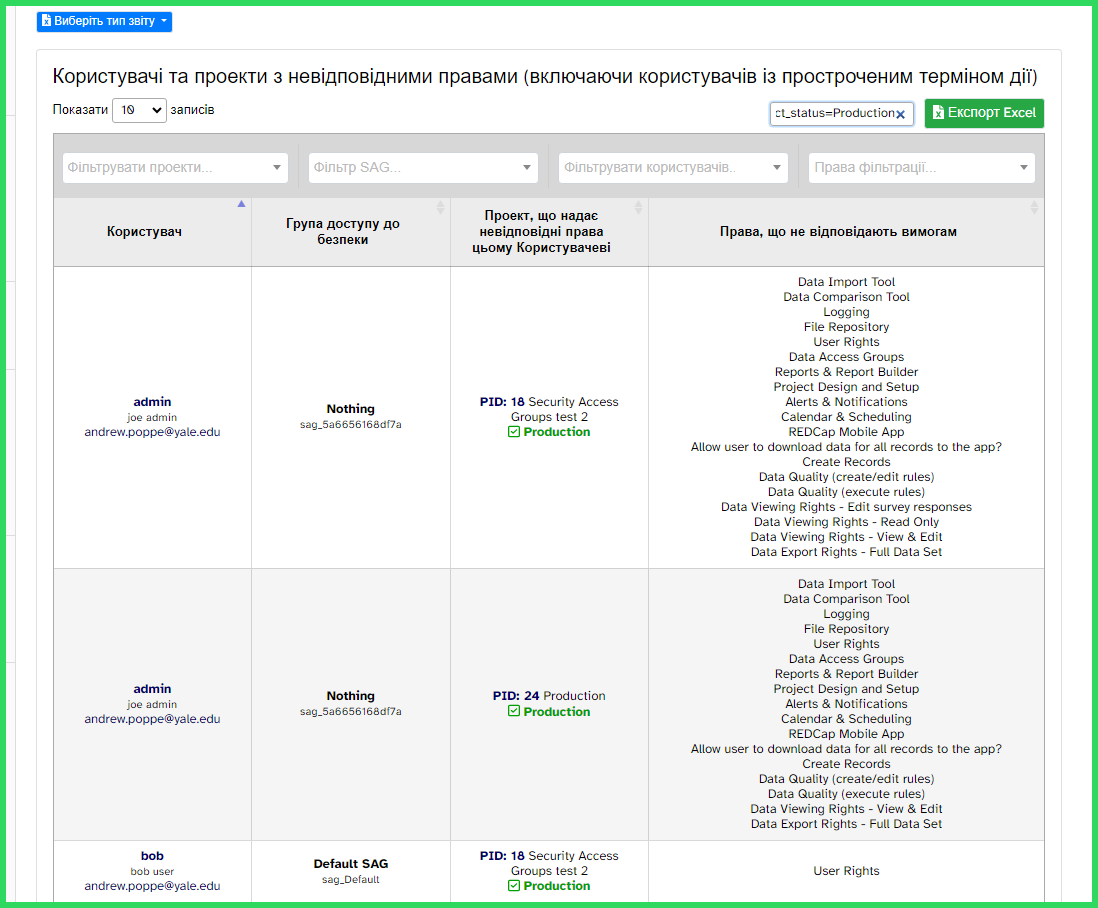 Виберіть тип звіту
Користувачі та проекти з невідповідними правами (включаючи користувачів із простроченим терміном дії)
Показати 10 записів
ct_status=Production
Експорт Excel
Фільтрувати проекти...
Фільтр SAG...
Фільтрувати користувачів..
Права фільтрації...
Користувач
Група доступу до
безпеки
Проект, що надає
невідповідні права
цьому Користувачеві
Права, що не відповідають вимогам
admin
joe admin
andrew.poppe@yale.edu
Nothing
sag_5a6656168df7a
PID: 18 Security Access
Groups test 2
Production
Data Import Tool
Data Comparison Tool
Logging
File Repository
User Rights
Data Access Groups
Reports & Report Builder
Project Design and Setup
Alerts & Notifications
Calendar & Scheduling
REDCap Mobile App
Allow user to download data for all records to the app?
Create Records
Data Quality (create/edit rules)
Data Quality (execute rules)
Data Viewing Rights - Edit survey responses
Data Viewing Rights - Read Only
Data Viewing Rights - View & Edit
Data Export Rights - Full Data Set
admin
joe admin
andrew.poppe@yale.edu
Nothing
sag_5a6656168df7a
PID: 24 Production
Production
Data Import Tool
Data Comparison Tool
Logging
File Repository
User Rights
Data Access Groups
Reports & Report Builder
Project Design and Setup
Alerts & Notifications
Calendar & Scheduling
REDCap Mobile App
Allow user to download data for all records to the app?
Create Records
Data Quality (create/edit rules)
Data Quality (execute rules)
Data Viewing Rights - View & Edit
Data Export Rights - Full Data Set
bob
bob user
andrew.poppe@yale.edu
Default SAG
sag_Default
PID: 18 Security Access
Groups test 2
Production
User Rights